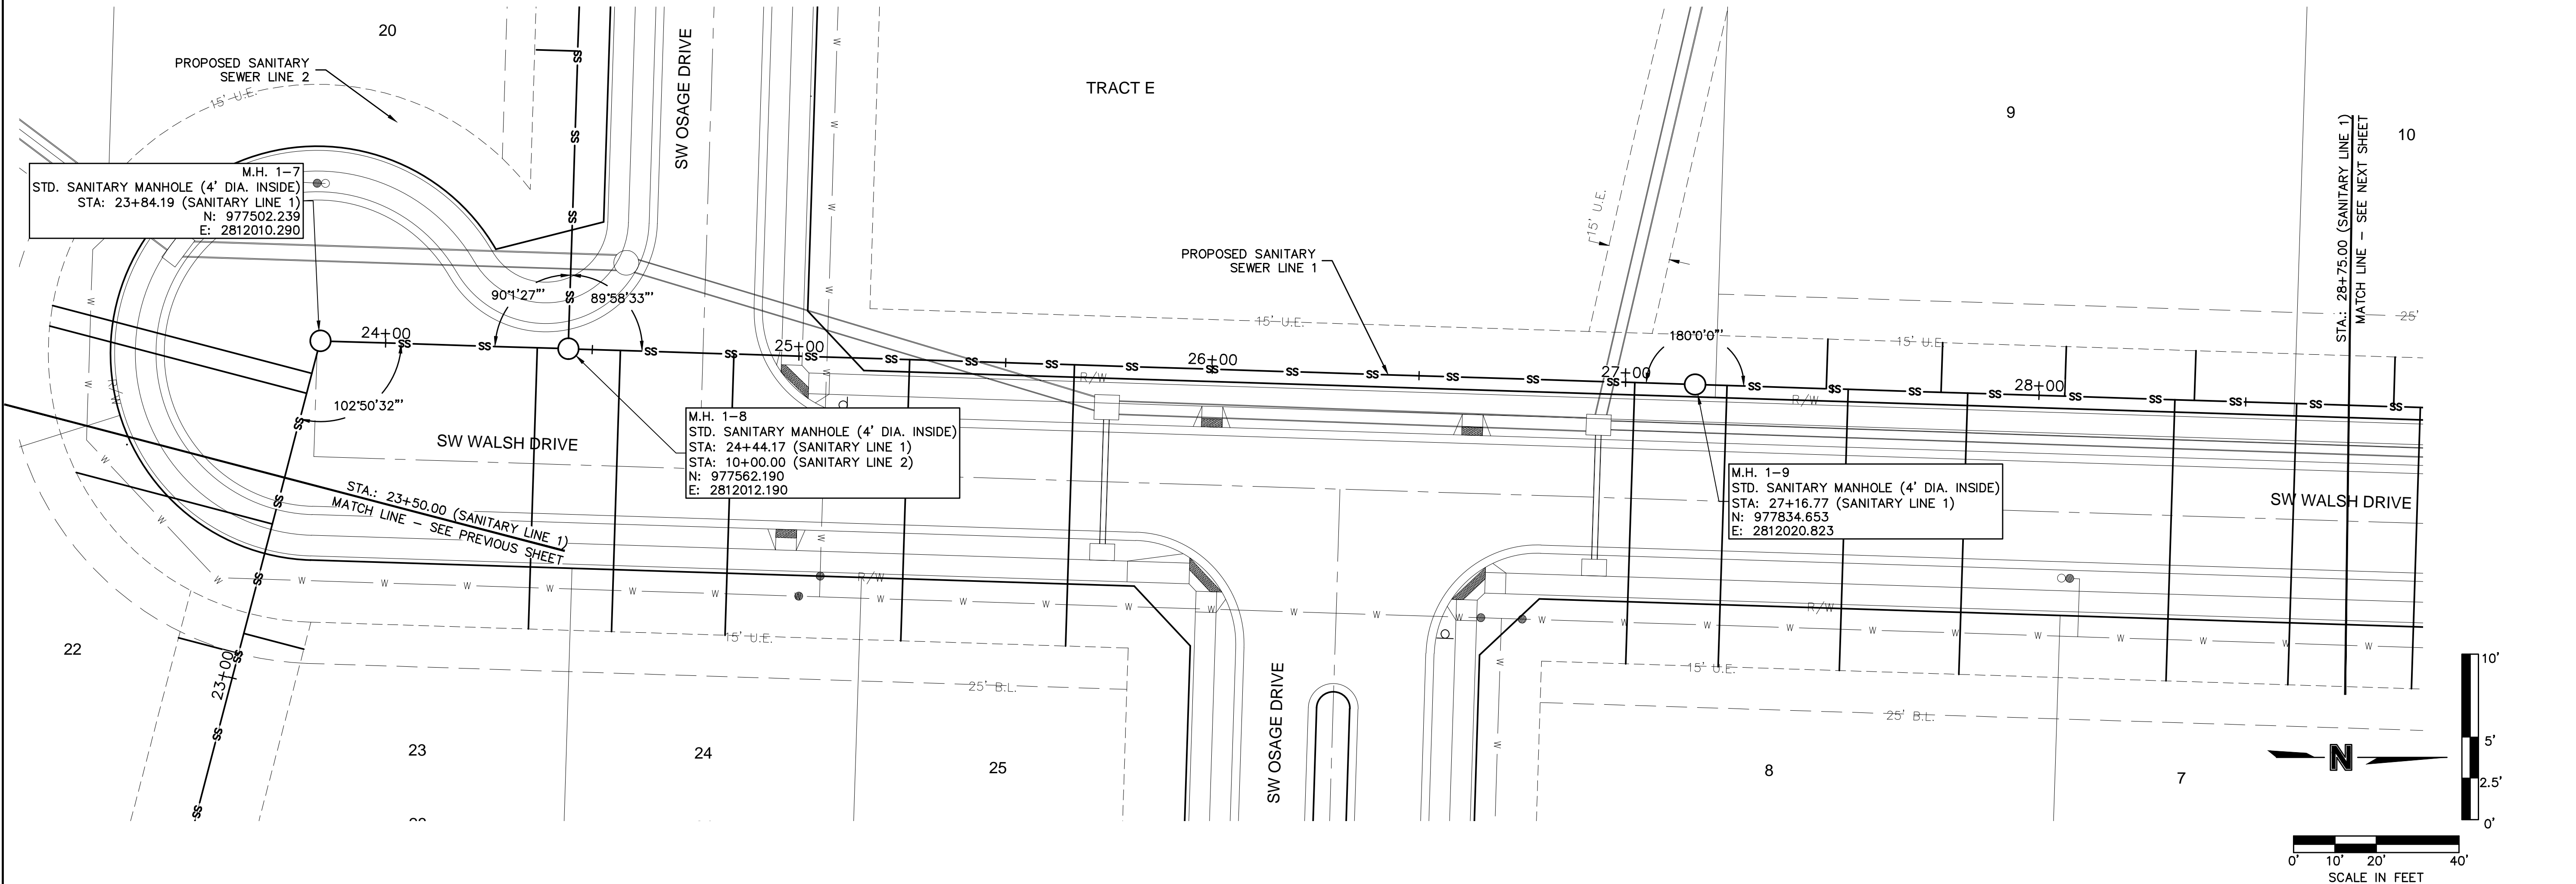 20
PROPOSED SANITARY
SEWER LINE 2
15' U.E.
SW OSAGE DRIVE
TRACT E
9
10
STA.: 28+75.00 (SANITARY LINE 1)
MATCH LINE - SEE NEXT SHEET
M.H. 1-7
STD. SANITARY MANHOLE (4' DIA. INSIDE)
STA: 23+84.19 (SANITARY LINE 1)
N: 977502.239
E: 2812010.290
15' U.E.
PROPOSED SANITARY
SEWER LINE 1
90°1'27"'
89°58'33"'
15' U.E.
25'
24+00
25+00
26+00
27+00
28+00
180°0'0"'
15' U.E.
R/W
R/W
R/W
102°50'32"'
SW WALSH DRIVE
M.H. 1-8
STD. SANITARY MANHOLE (4' DIA. INSIDE)
STA: 24+44.17 (SANITARY LINE 1)
STA: 10+00.00 (SANITARY LINE 2)
N: 977562.190
E: 2812012.190
M.H. 1-9
STD. SANITARY MANHOLE (4' DIA. INSIDE)
STA: 27+16.77 (SANITARY LINE 1)
N: 977834.653
E: 2812020.823
SW WALSH DRIVE
STA.: 23+50.00 (SANITARY LINE 1)
MATCH LINE - SEE PREVIOUS SHEET
R/W
R/W
22
15' U.E.
23+00
25' B.L.
15' U.E.
25' B.L.
SW OSAGE DRIVE
23
24
25
8
7
N
10'
5'
2.5'
0'
0' 10' 20' 40'
SCALE IN FEET